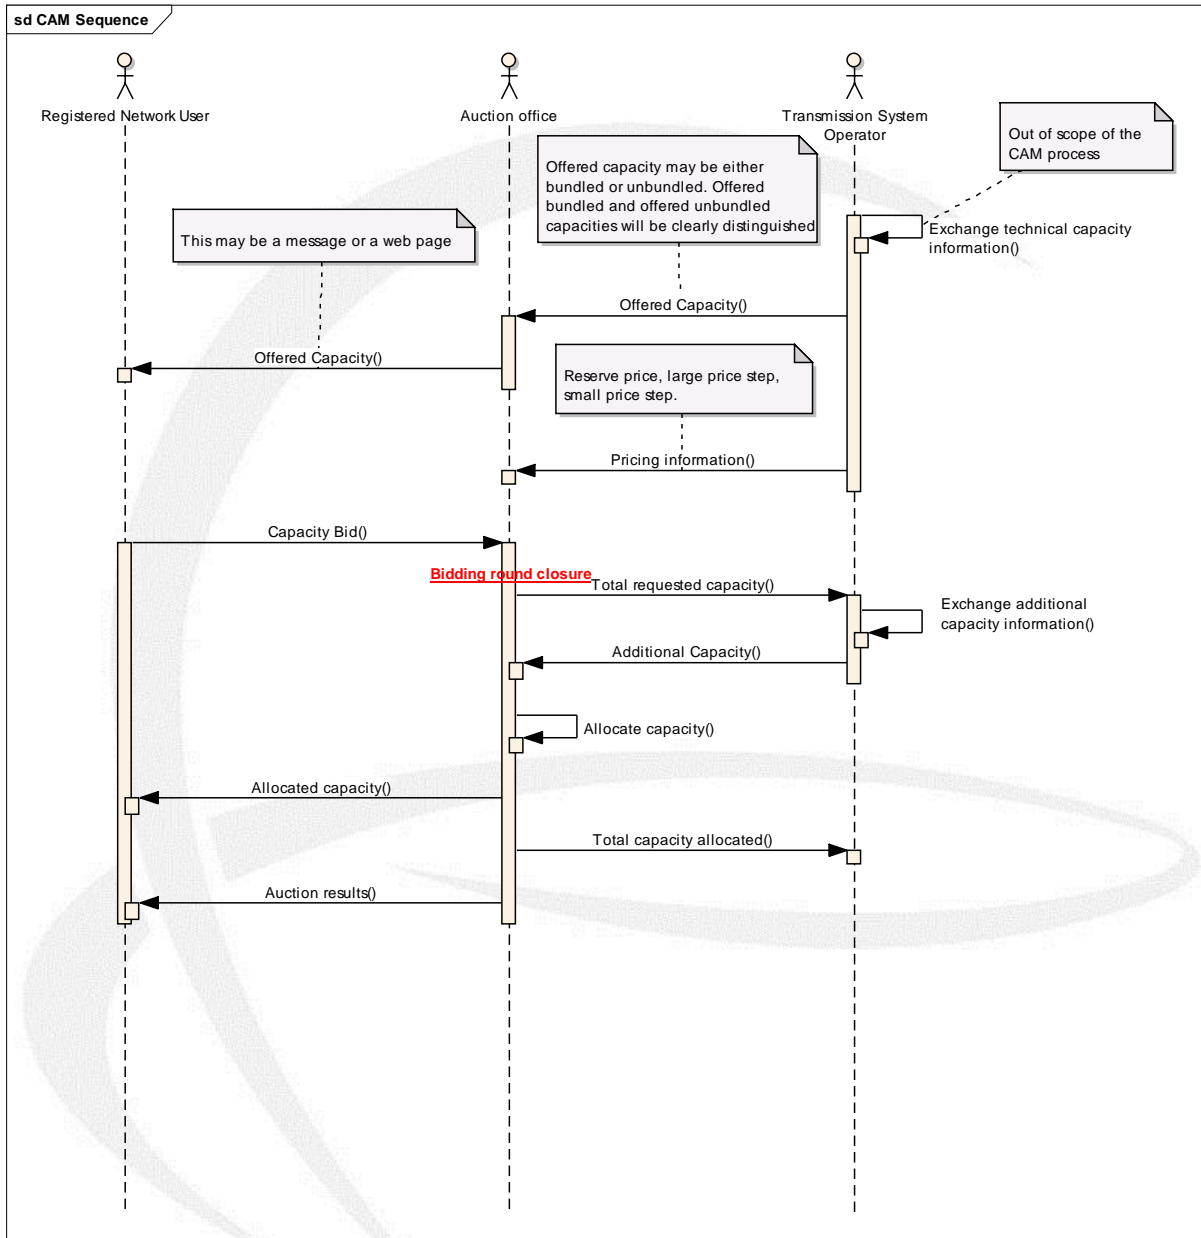 sd CAM Sequence
Registered Network User
Auction office
Transmission System
Operator
Out of scope of the
CAM process
Offered capacity may be either
bundled or unbundled. Offered
bundled and offered unbundled
capacities will be clearly distinguished
This may be a message or a web page
Exchange technical capacity
information()
Offered Capacity()
Offered Capacity()
Reserve price, large price step,
small price step.
Pricing information()
Capacity Bid()
Bidding round closure
Total requested capacity()
Exchange additional
capacity information()
Additional Capacity()
Allocate capacity()
Allocated capacity()
Total capacity allocated()
Auction results()